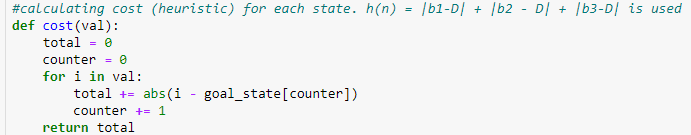 #calculating cost (heuristic) for each state. h(n) = |b1-D| + |b2 - D| + |b3-D| is used
def cost(val):
    total = 0
    counter = 0
    for i in val:
        total += abs(i - goal_state[counter])
        counter += 1
    return total